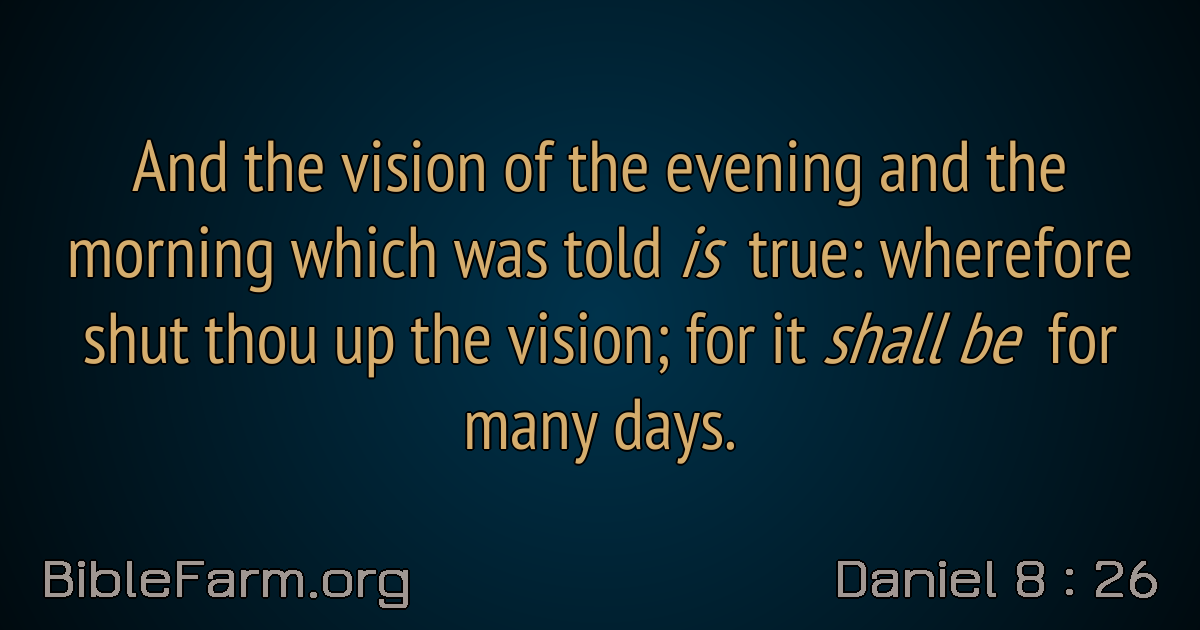 And the vision of the evening and the
morning which was told is true: wherefore
shut thou up the vision; for it shall be for
many days.
BibleFarm.org
Daniel 8 : 26